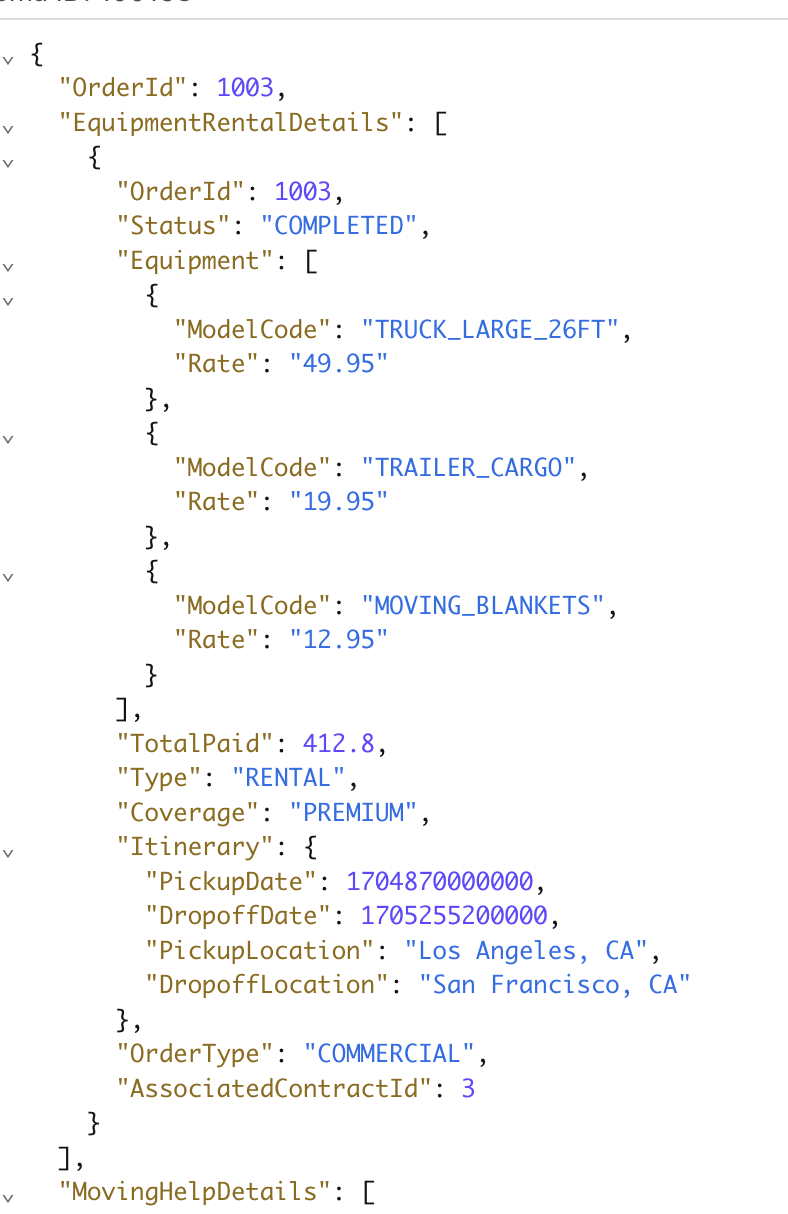 {
"OrderId": 1003,
"EquipmentRentalDetails": [
{
"OrderId": 1003,
"Status": "COMPLETED",
"Equipment": [
{
"ModelCode": "TRUCK_LARGE_26FT",
"Rate": "49.95"
},
{
"ModelCode": "TRAILER_CARGO",
"Rate": "19.95"
},
{
"ModelCode": "MOVING_BLANKETS",
"Rate": "12.95"
}
],
"TotalPaid": 412.8,
"Type": "RENTAL",
"Coverage": "PREMIUM",
"Itinerary": {
"PickupDate": 1704870000000,
"DropoffDate": 1705255200000,
"PickupLocation": "Los Angeles, CA",
"DropoffLocation": "San Francisco, CA"
},
"OrderType": "COMMERCIAL",
"AssociatedContractId": 3
}
],
"MovingHelpDetails": [